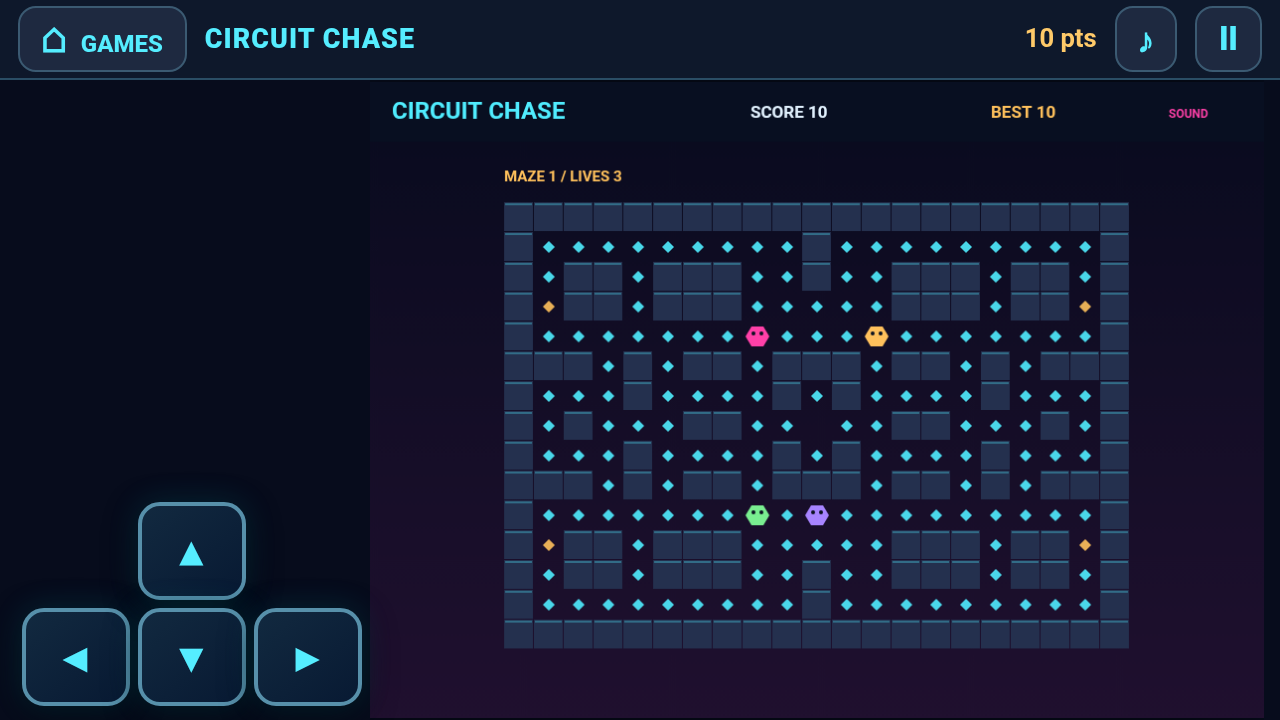 GAMES
CIRCUIT CHASE
10 pts
CIRCUIT CHASE
SCORE 10
BEST 10
SOUND
MAZE 1 / LIVES 3